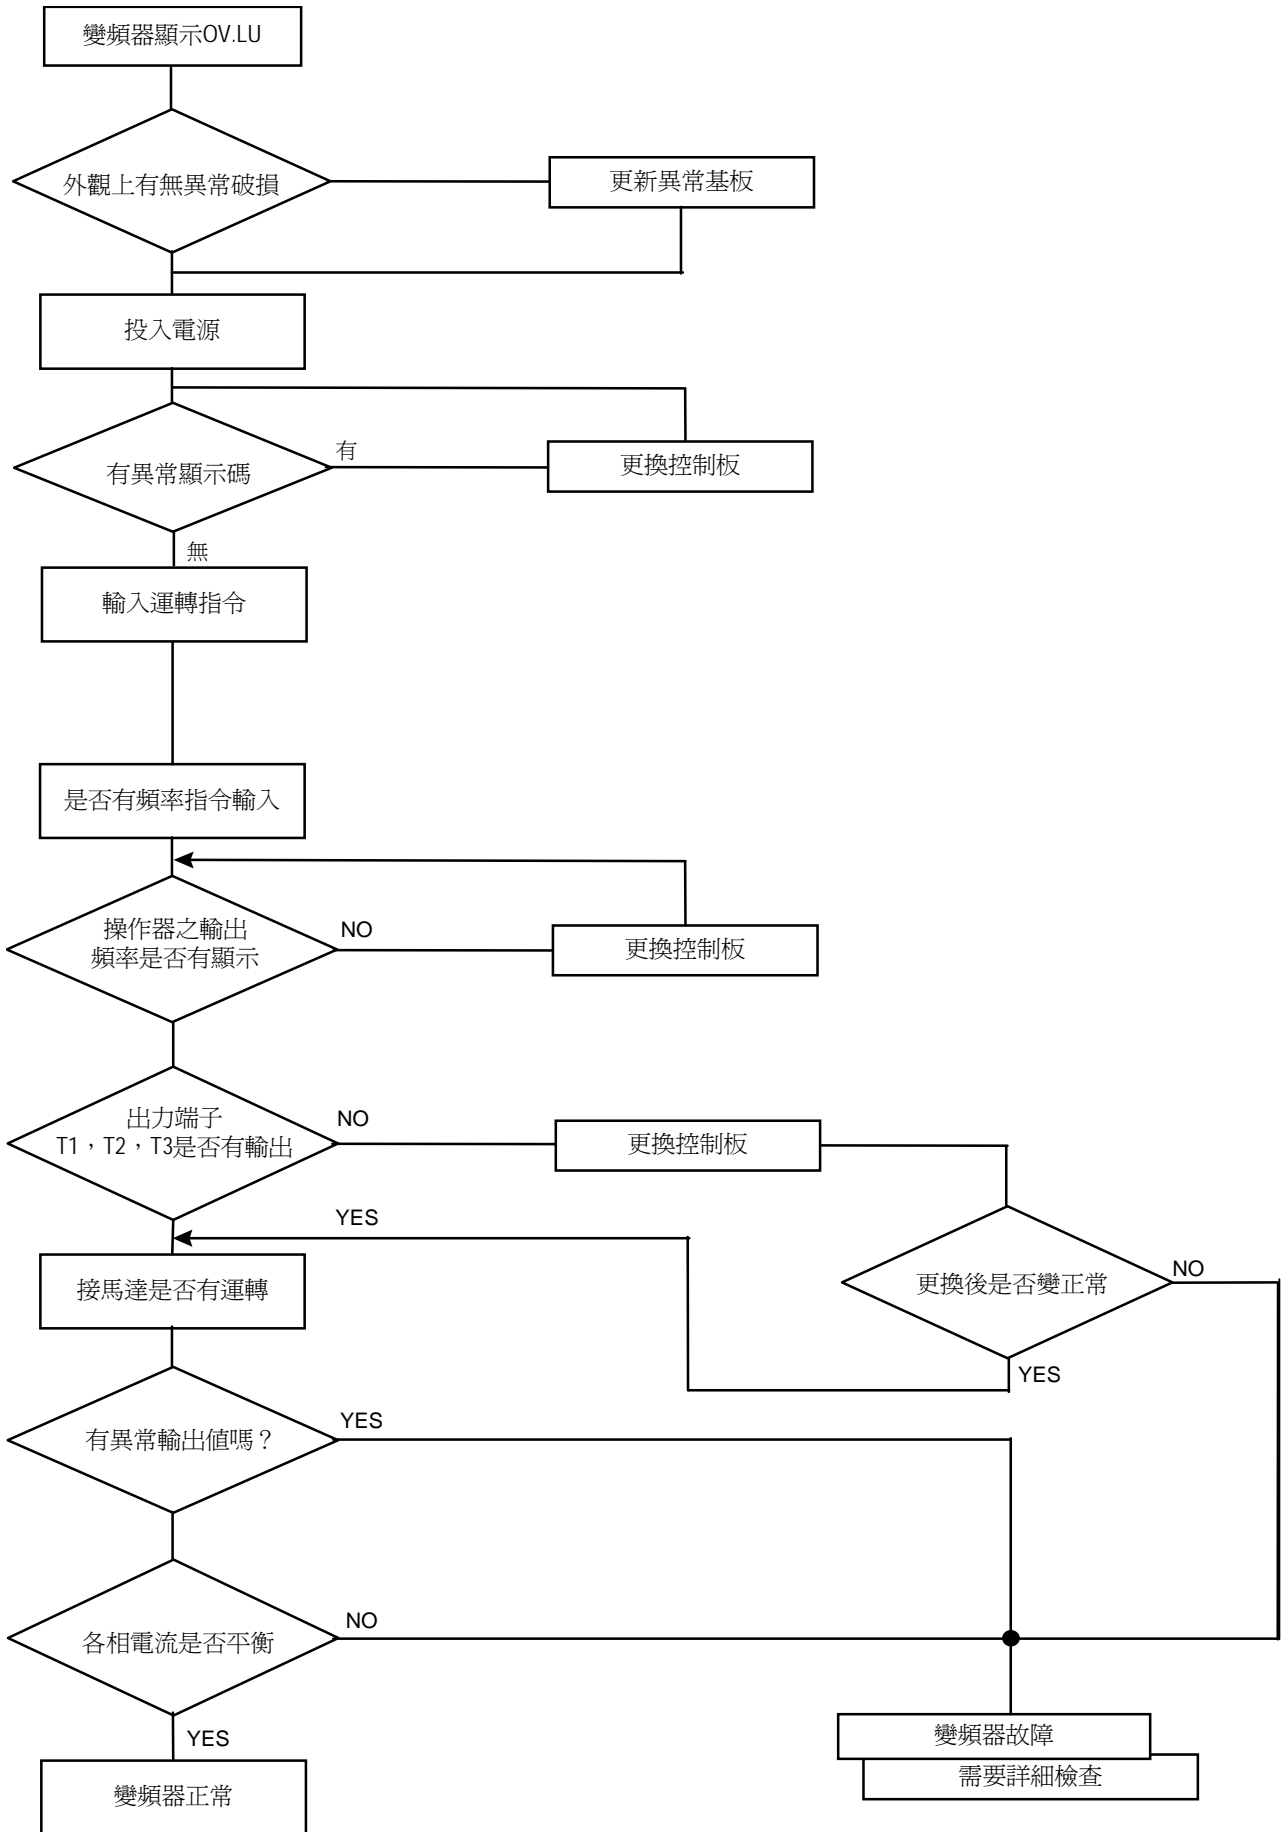 變頻器顯示OV.LU
外觀上有無異常破損
更新異常基板
投入電源
有異常顯示碼
有
更換控制板
無
輸入運轉指令
是否有頻率指令輸入
操作器之輸出
頻率是否有顯示
NO
更換控制板
出力端子
T1，T2，T3是否有輸出
NO
更換控制板
YES
接馬達是否有運轉
更換後是否變正常
NO
YES
有異常輸出值嗎？
YES
各相電流是否平衡
NO
YES
變頻器正常
變頻器故障
需要詳細檢查